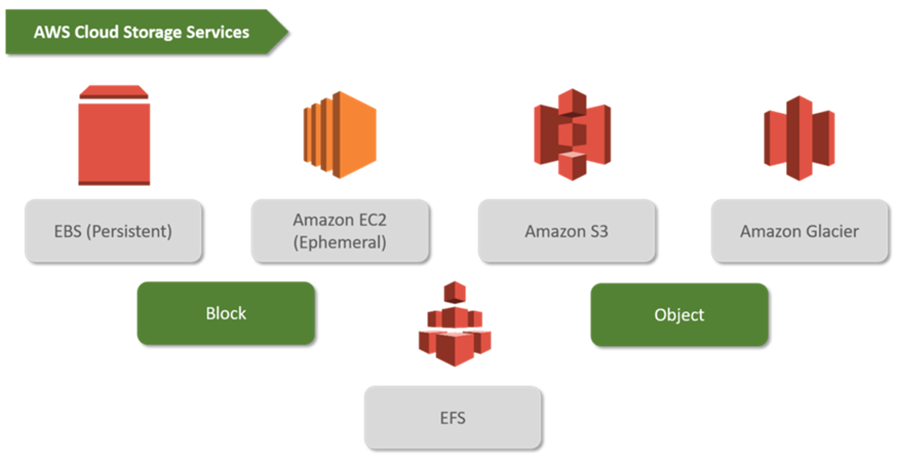 AWS Cloud Storage Services
EBS (Persistent)
Amazon EC2
(Ephemeral)
Amazon S3
Amazon Glacier
Block
Object
EFS